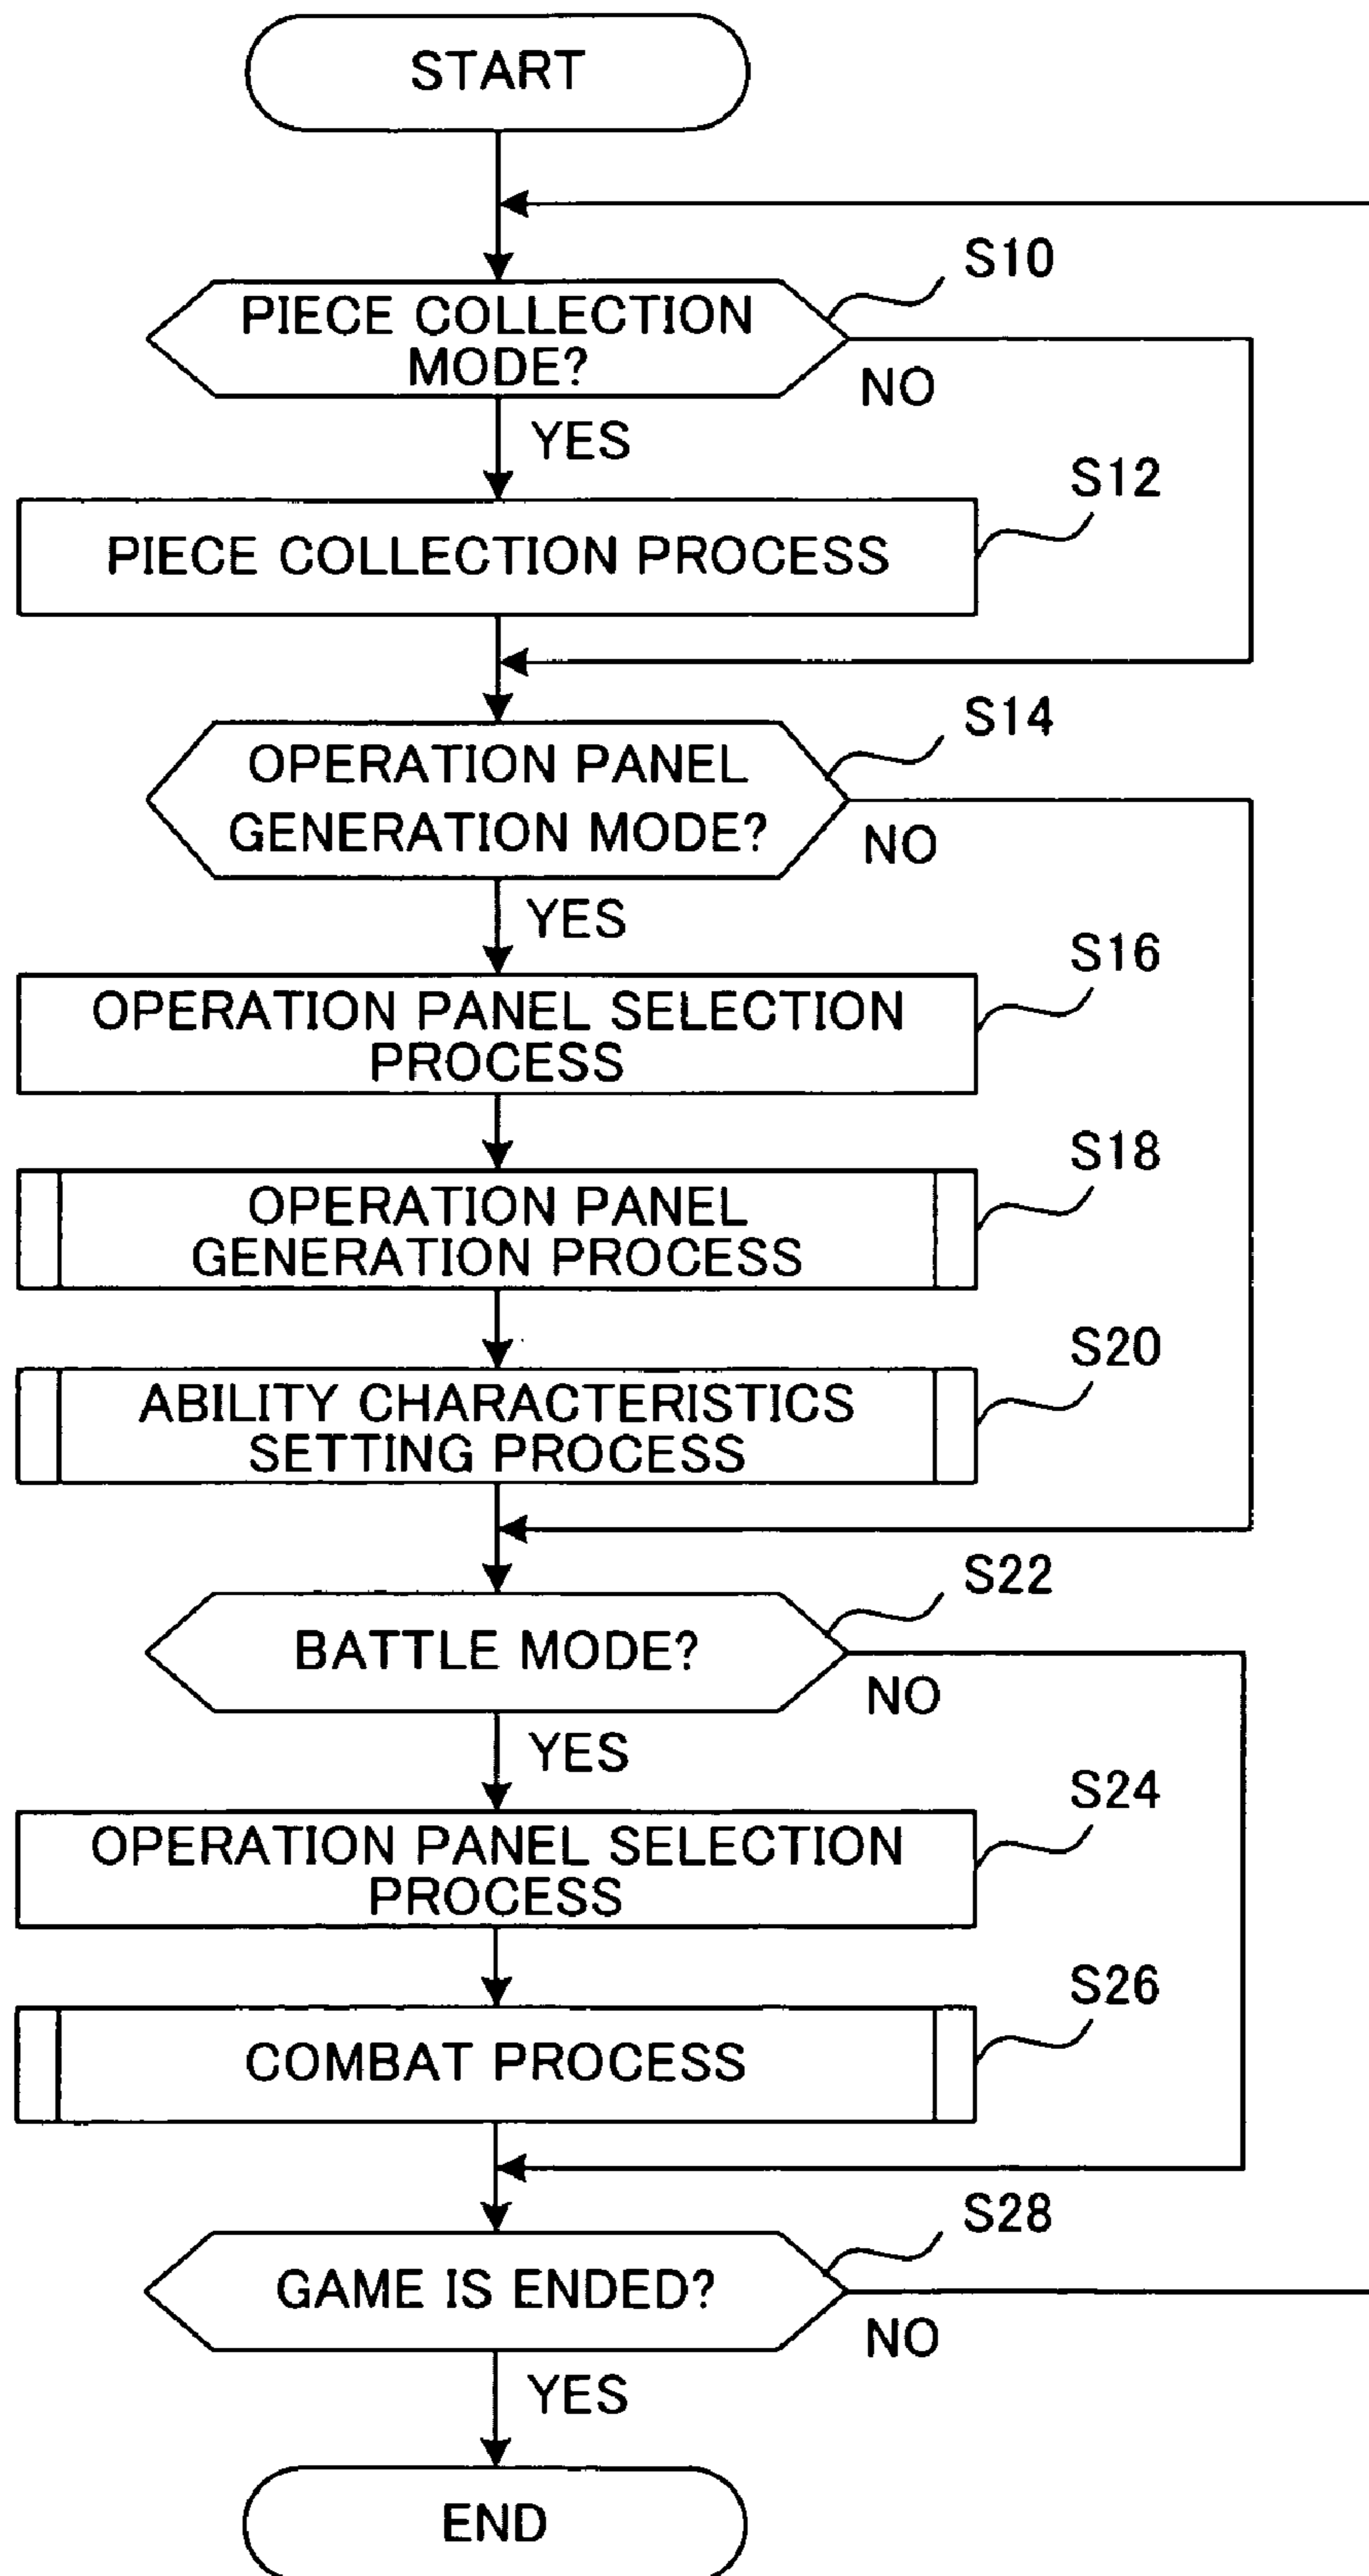 START
S10
PIECE COLLECTION
MODE?
NO
YES
S12
PIECE COLLECTION PROCESS
S14
OPERATION PANEL
GENERATION MODE?
NO
YES
S16
OPERATION PANEL SELECTION
PROCESS
S18
OPERATION PANEL
GENERATION PROCESS
S20
ABILITY CHARACTERISTICS
SETTING PROCESS
S22
BATTLE MODE?
NO
YES
S24
OPERATION PANEL SELECTION
PROCESS
S26
COMBAT PROCESS
S28
GAME IS ENDED?
NO
YES
END